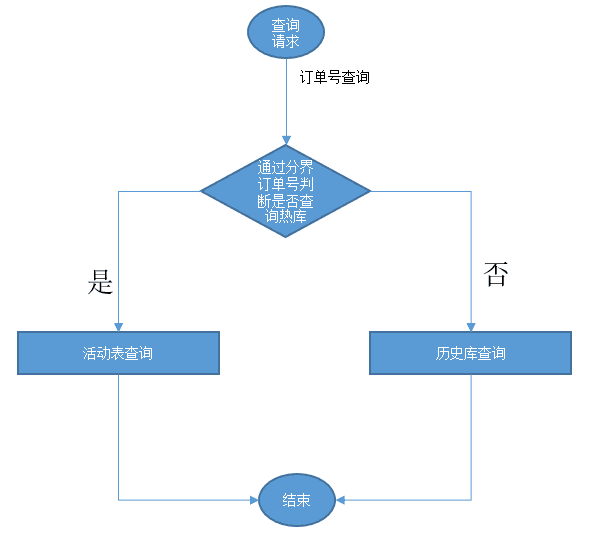 查询
请求
订单号查询
通过分界
订单号判
断是否查
询热库
是
否
活动表查询
历史库查询
结束